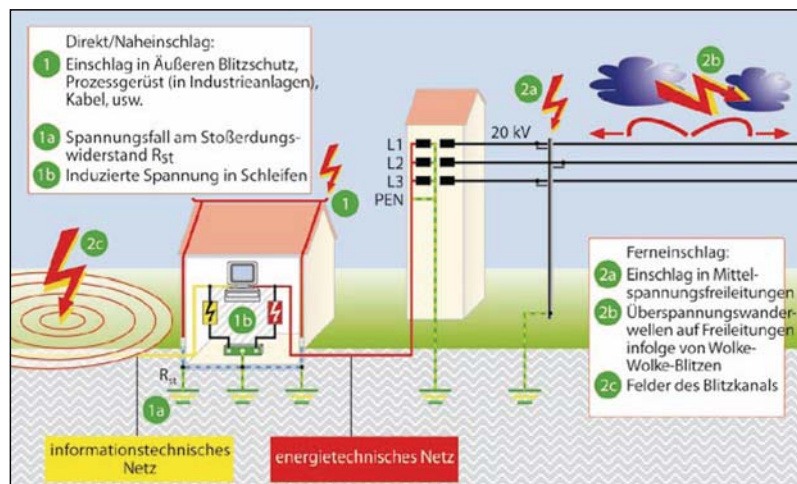 Direkt/Naheinschlag:
1 Einschlag in Äußeren Blitzschutz,
Prozessgerüst (in Industrieanlagen),
Kabel, usw.
1a Spannungsfall am Stoßerdungs-
widerstand RSt
1b Induzierte Spannung in Schleifen
1
2a
2b
20 kV
L1
L2
L3
PEN
2c
1b
Rst
1a
Ferneinschlag:
2a Einschlag in Mittel-
spannungsfreileitungen
2b Überspannungswander-
wellen auf Freileitungen
infolge von Wolke-
Wolke-Blitzen
2c Felder des Blitzkanals
informationstechnisches
Netz
energietechnisches Netz